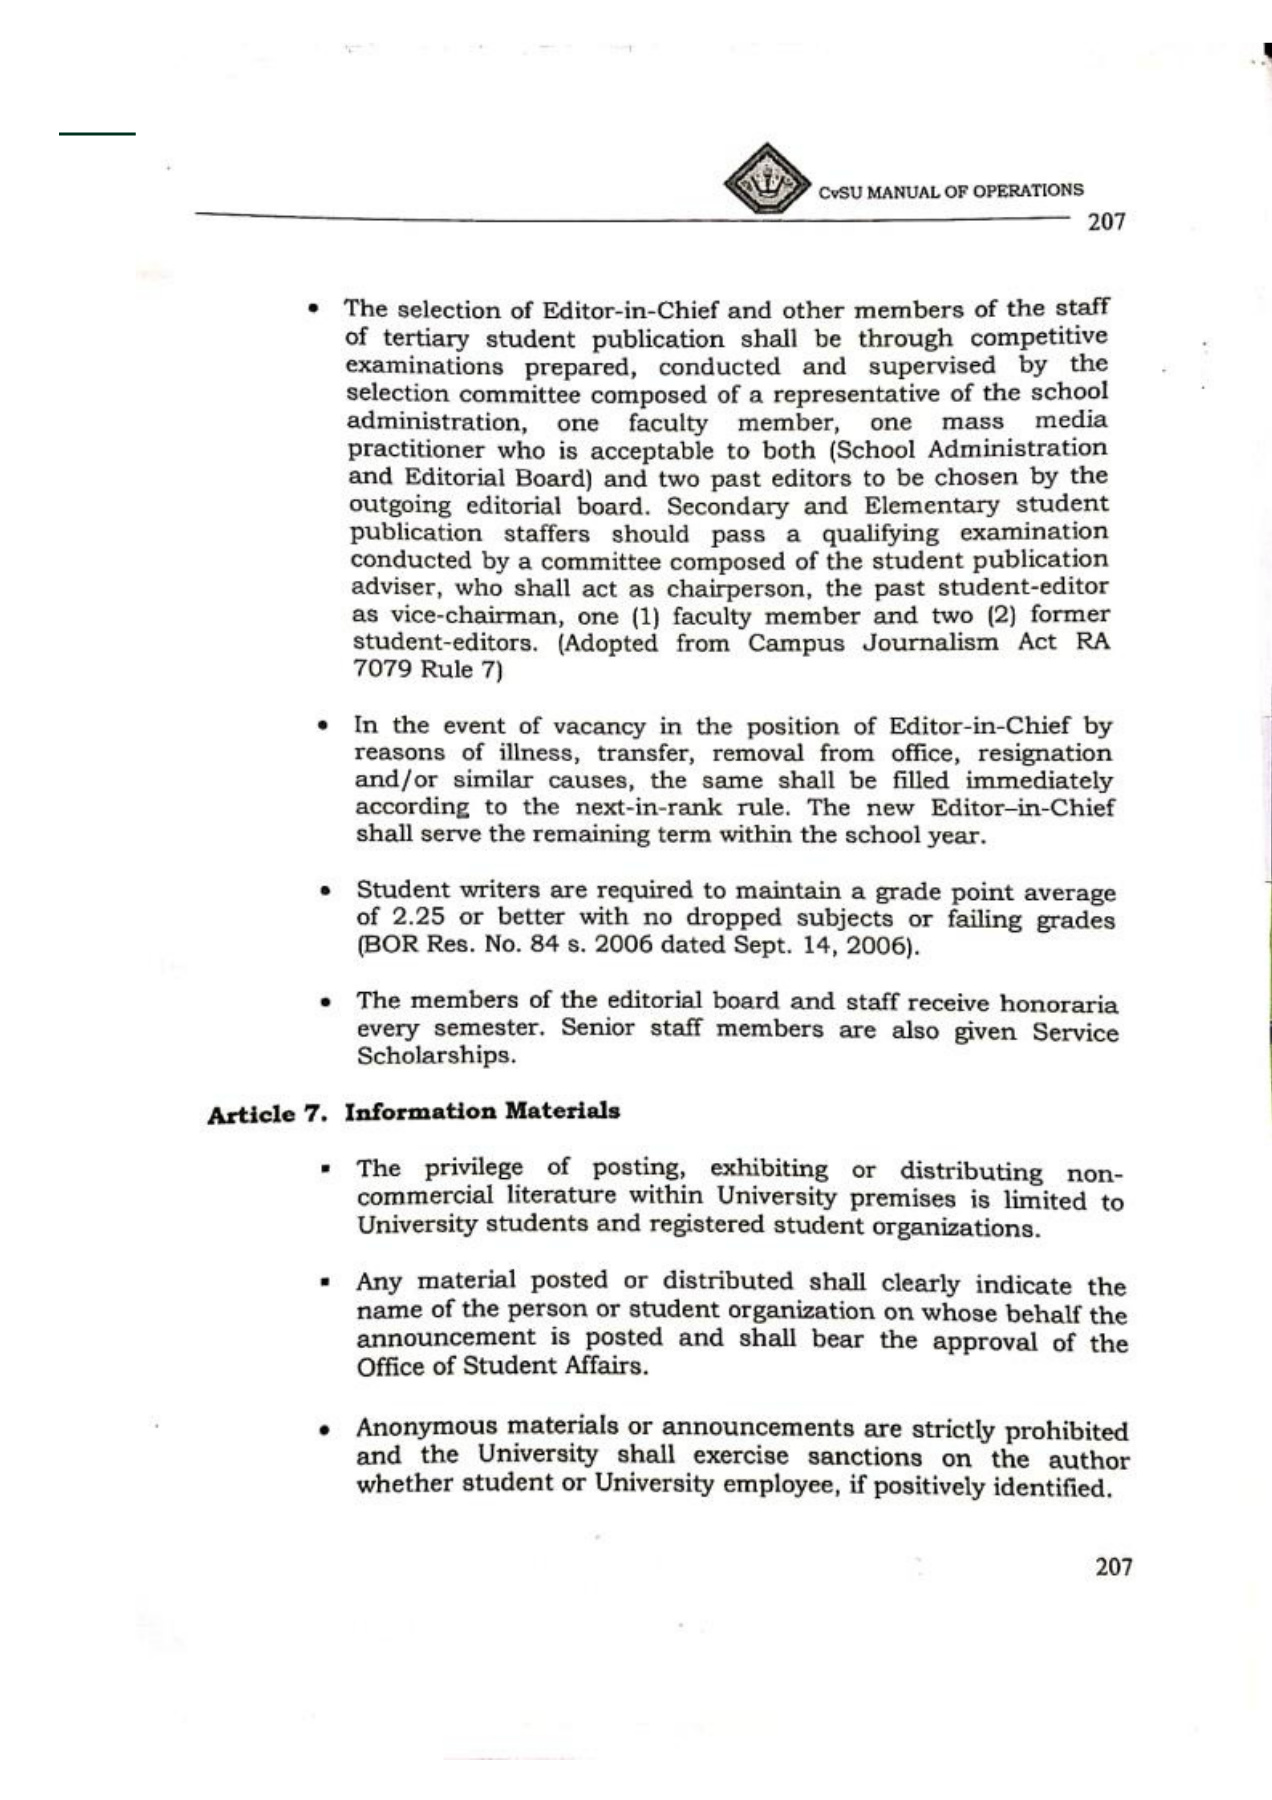 CvSU MANUAL OF OPERATIONS
207
• The selection of Editor-in-Chief and other members of the staff
of tertiary student publication shall be through competitive
examinations prepared, conducted and supervised by the
selection committee composed of a representative of the school
administration, one faculty member, one mass media
practitioner who is acceptable to both (School Administration
and Editorial Board) and two past editors to be chosen by the
outgoing editorial board. Secondary and Elementary student
publication staffers should pass a qualifying examination
conducted by a committee composed of the student publication
adviser, who shall act as chairperson, the past student-editor
as vice-chairman, one (1) faculty member and two (2) former
student-editors. (Adopted from Campus Journalism Act RA
7079 Rule 7)
• In the event of vacancy in the position of Editor-in-Chief by
reasons of illness, transfer, removal from office, resignation
and/or similar causes, the same shall be filled immediately
according to the next-in-rank rule. The new Editor–in-Chief
shall serve the remaining term within the school year.
• Student writers are required to maintain a grade point average
of 2.25 or better with no dropped subjects or failing grades
(BOR Res. No. 84 s. 2006 dated Sept. 14, 2006).
• The members of the editorial board and staff receive honoraria
every semester. Senior staff members are also given Service
Scholarships.
Article 7. Information Materials
▪ The privilege of posting, exhibiting or distributing non-
commercial literature within University premises is limited to
University students and registered student organizations.
▪ Any material posted or distributed shall clearly indicate the
name of the person or student organization on whose behalf the
announcement is posted and shall bear the approval of the
Office of Student Affairs.
• Anonymous materials or announcements are strictly prohibited
and the University shall exercise sanctions on the author
whether student or University employee, if positively identified.
207